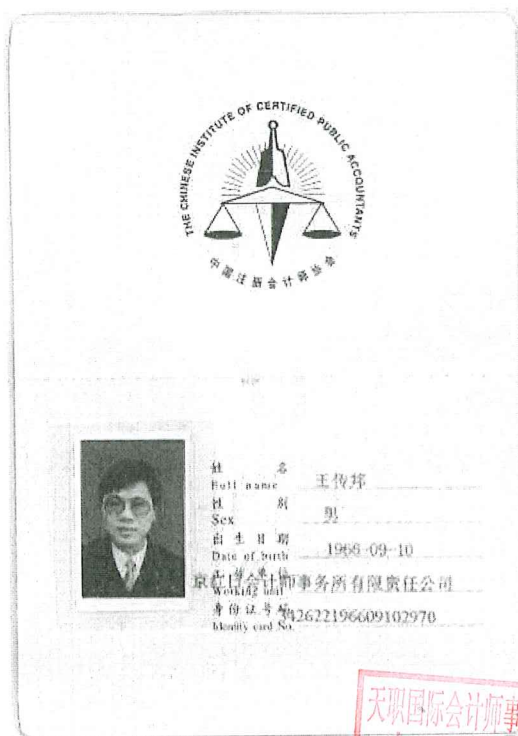 THE CHINESE INSTITUTE OF CERTIFIED PUBLIC ACCOUNTANTS
中国注册会计师协会
姓 名
Full name 王传邦
性 别
Sex 男
出生日期
Date of birth 1966-09-10
工作单位
Working unit 会计师事务所有限责任公司
身份证号码
Identity card No. 342622196609102970
天职国际会计师事